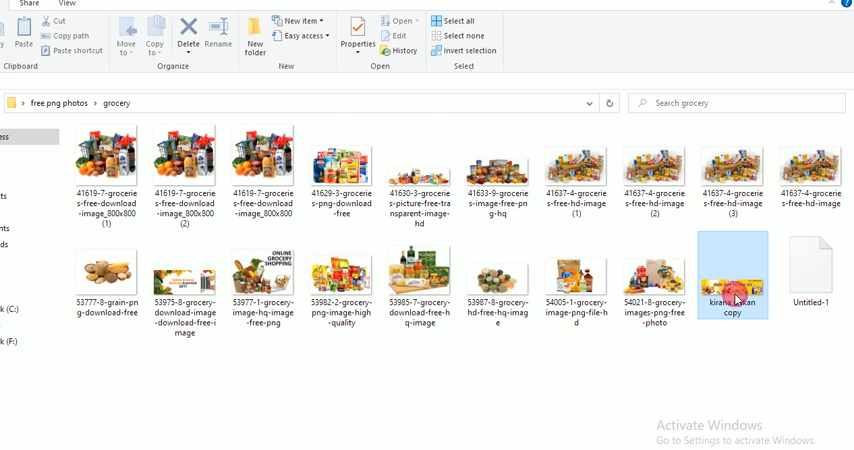 Share View
Cut
Copy path
Paste shortcut
Paste
Clipboard
Move to
Copy to
Delete
Rename
Organize
New folder
New item
Easy access
New
Properties
Open
Edit
History
Open
Select all
Select none
Invert selection
Select
free png photos > grocery
Search grocery
41619-7-groceries-free-download-image_800x800 (1)
41619-7-groceries-free-download-image_800x800 (2)
41619-7-groceries-free-download-image_800x800
41629-3-groceries-png-download-free
41630-3-groceries-picture-free-transparent-image-hd
41633-9-groceries-image-free-png-hq
41637-4-groceries-free-hd-image (1)
41637-4-groceries-free-hd-image (2)
41637-4-groceries-free-hd-image (3)
41637-4-groceries-free-hd-image
ONLINE
GROCERY
SHOPPING
53777-8-grain-png-download-free
53975-8-grocery-download-image-download-free-image
53977-1-grocery-image-hq-image-free-png
53982-2-grocery-png-image-high-quality
53985-7-grocery-download-free-hq-image
53987-8-grocery-hd-free-hq-image
54005-1-grocery-image-png-file-hd
54021-8-grocery-images-png-free-photo
kirana
copy
Untitled-1
(C:)
(F:)
Activate Windows
Go to Settings to activate Windows.